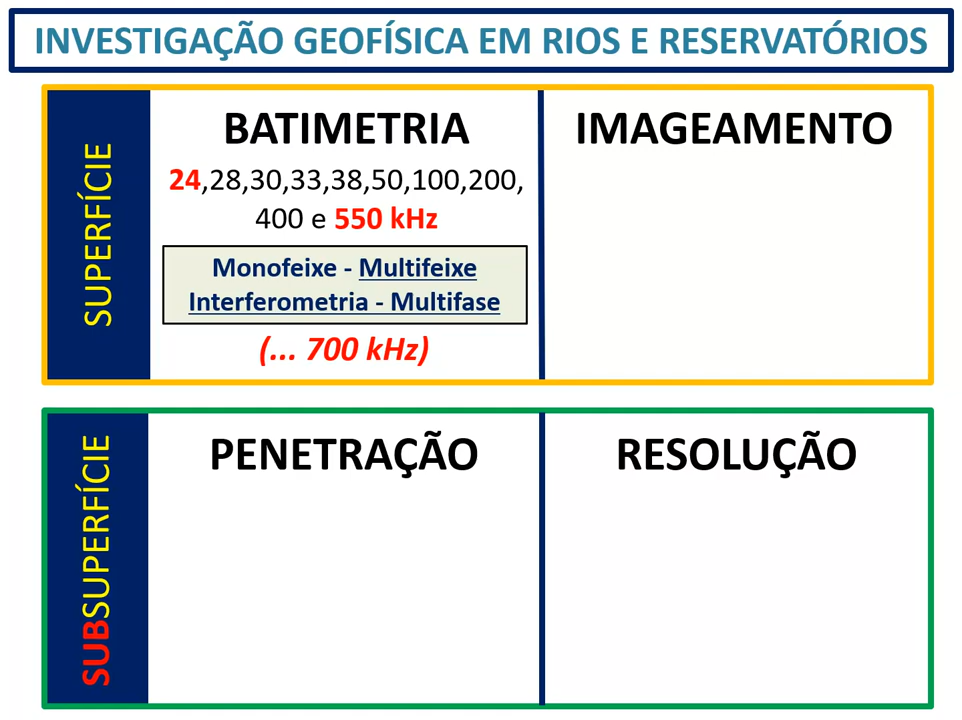 INVESTIGAÇÃO GEOFÍSICA EM RIOS E RESERVATÓRIOS
SUPERFÍCIE
BATIMETRIA
24,28,30,33,38,50,100,200,
400 e 550 kHz
Monofeixe - Multifeixe
Interferometria - Multifase
(... 700 kHz)
IMAGEAMENTO
SUBSUPERFÍCIE
PENETRAÇÃO
RESOLUÇÃO